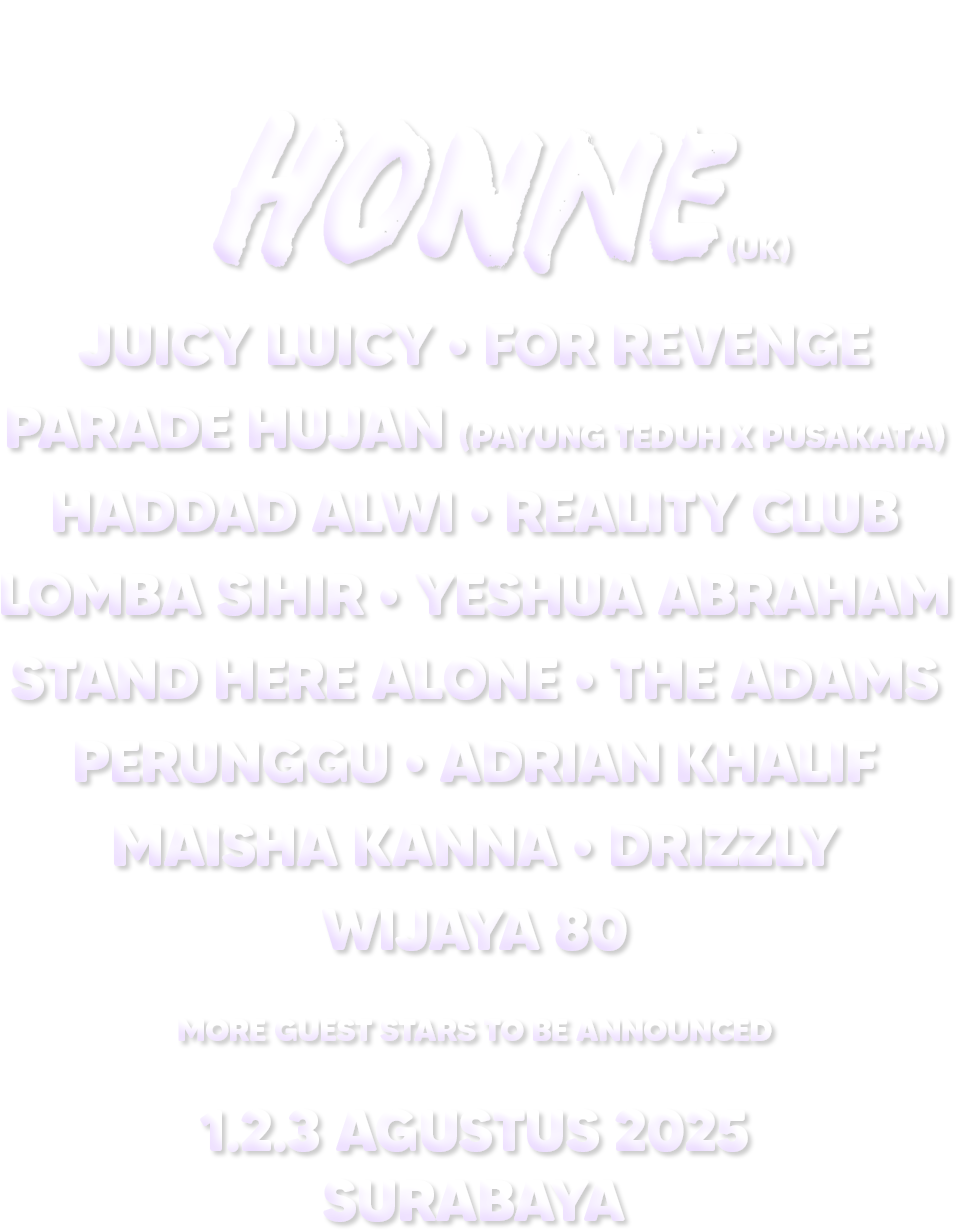 HONNE (UK)
JUICY LUICY • FOR REVENGE
PARADE HUJAN (PAYUNG TEDUH X PUSAKATA)
HADDAD ALWI • REALITY CLUB
LOMBA SIHIR • YESHUA ABRAHAM
STAND HERE ALONE • THE ADAMS
PERUNGGU • ADRIAN KHALIF
MAISHA KANNA • DRIZZLY
WIJAYA 80
MORE GUEST STARS TO BE ANNOUNCED
1.2.3 AGUSTUS 2025
SURABAYA